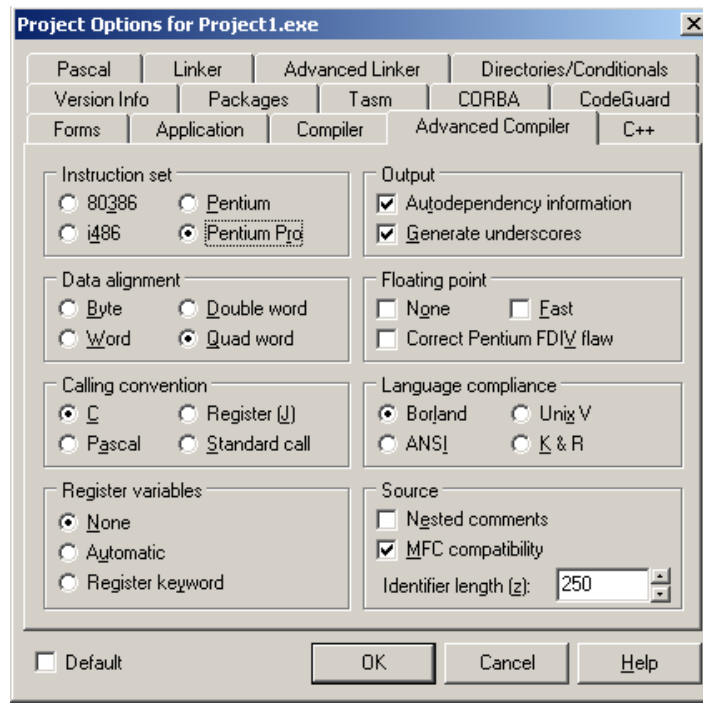 Project Options for Project1.exe
Pascal Linker Advanced Linker Directories/Conditionals
Version Info Packages Tasm CORBA CodeGuard
Forms Application Compiler Advanced Compiler C++
Instruction set
80386 Pentium
i486 Pentium Pro
Output
Autodependency information
Generate underscores
Data alignment
Byte Double word
Word Quad word
Floating point
None Fast
Correct Pentium FDIV flaw
Calling convention
C Register (J)
Pascal Standard call
Language compliance
Borland Unix V
ANSI K & R
Register variables
None
Automatic
Register keyword
Source
Nested comments
MFC compatibility
Identifier length (z): 250
Default OK Cancel Help